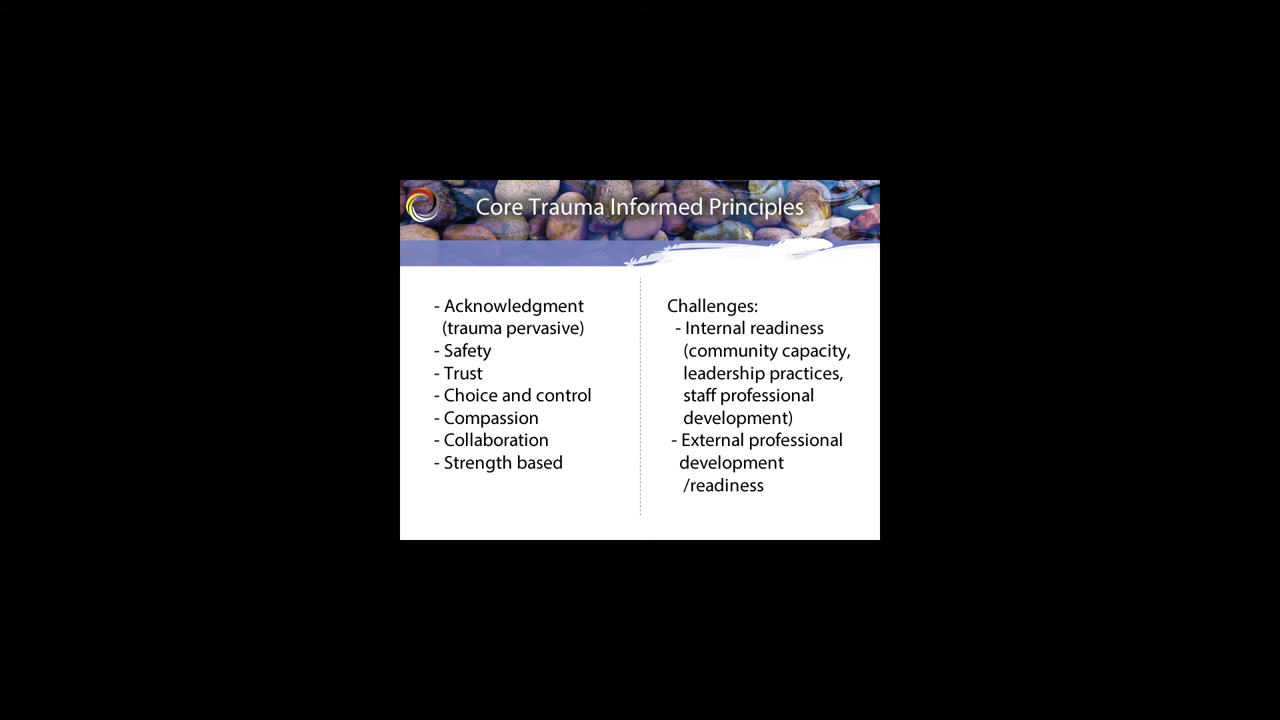 Core Trauma Informed Principles
- Acknowledgment
(trauma pervasive)
- Safety
- Trust
- Choice and control
- Compassion
- Collaboration
- Strength based
Challenges:
- Internal readiness
(community capacity,
leadership practices,
staff professional
development)
- External professional
development
/readiness